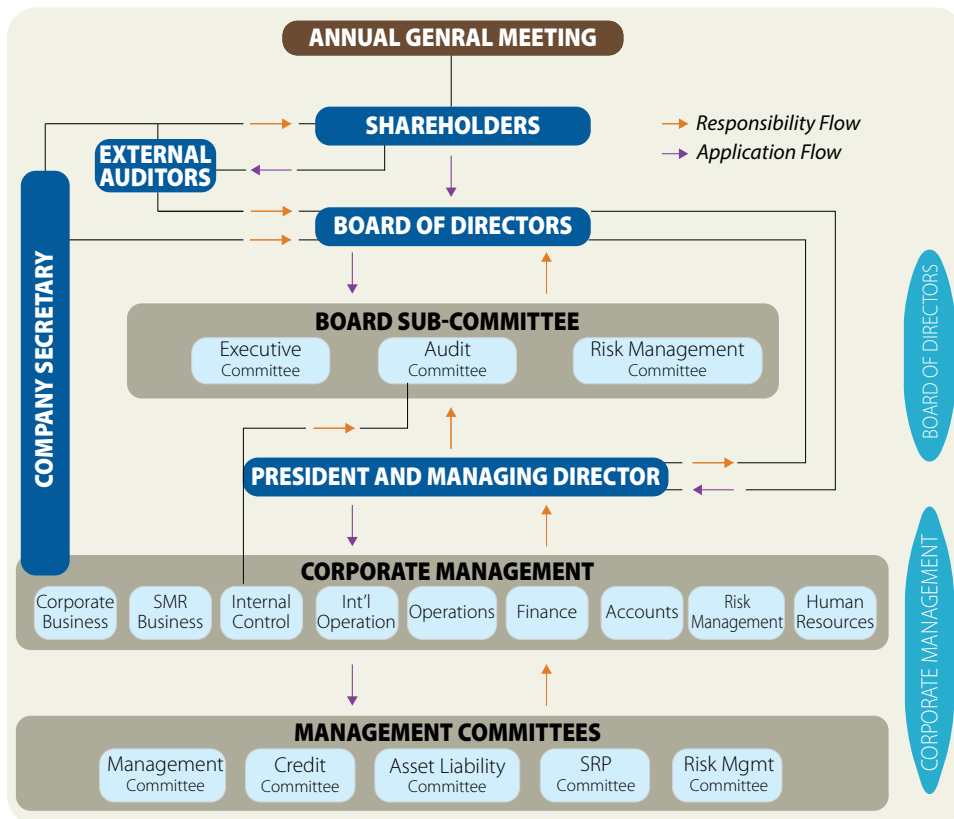 ANNUAL GENRAL MEETING
SHAREHOLDERS
Responsibility Flow
Application Flow
EXTERNAL
AUDITORS
BOARD OF DIRECTORS
COMPANY SECRETARY
BOARD SUB-COMMITTEE
Executive
Committee
Audit
Committee
Risk Management
Committee
BOARD OF DIRECTORS
PRESIDENT AND MANAGING DIRECTOR
CORPORATE MANAGEMENT
Corporate
Business
SMR
Business
Internal
Control
Int'l
Operation
Operations
Finance
Accounts
Risk
Management
Human
Resources
CORPORATE MANAGEMENT
MANAGEMENT COMMITTEES
Management
Committee
Credit
Committee
Asset Liability
Committee
SRP
Committee
Risk Mgmt
Committee